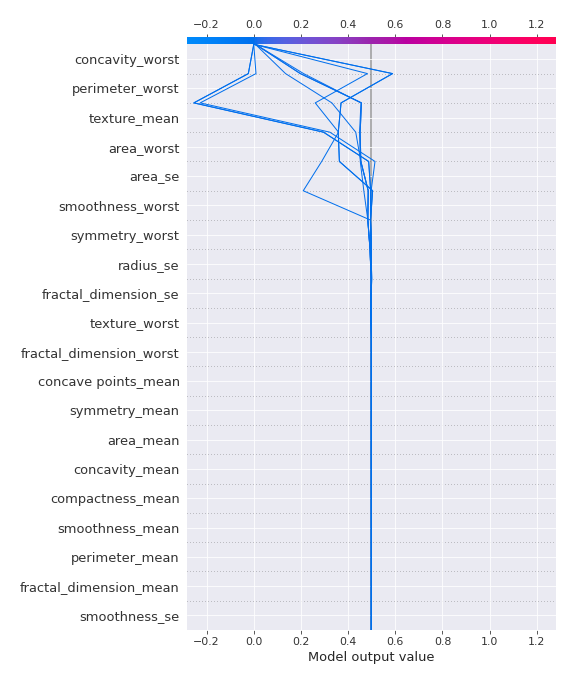 −0.2 0.0 0.2 0.4 0.6 0.8 1.0 1.2
concavity_worst
perimeter_worst
texture_mean
area_worst
area_se
smoothness_worst
symmetry_worst
radius_se
fractal_dimension_se
texture_worst
fractal_dimension_worst
concave points_mean
symmetry_mean
area_mean
concavity_mean
compactness_mean
smoothness_mean
perimeter_mean
fractal_dimension_mean
smoothness_se
−0.2 0.0 0.2 0.4 0.6 0.8 1.0 1.2
Model output value